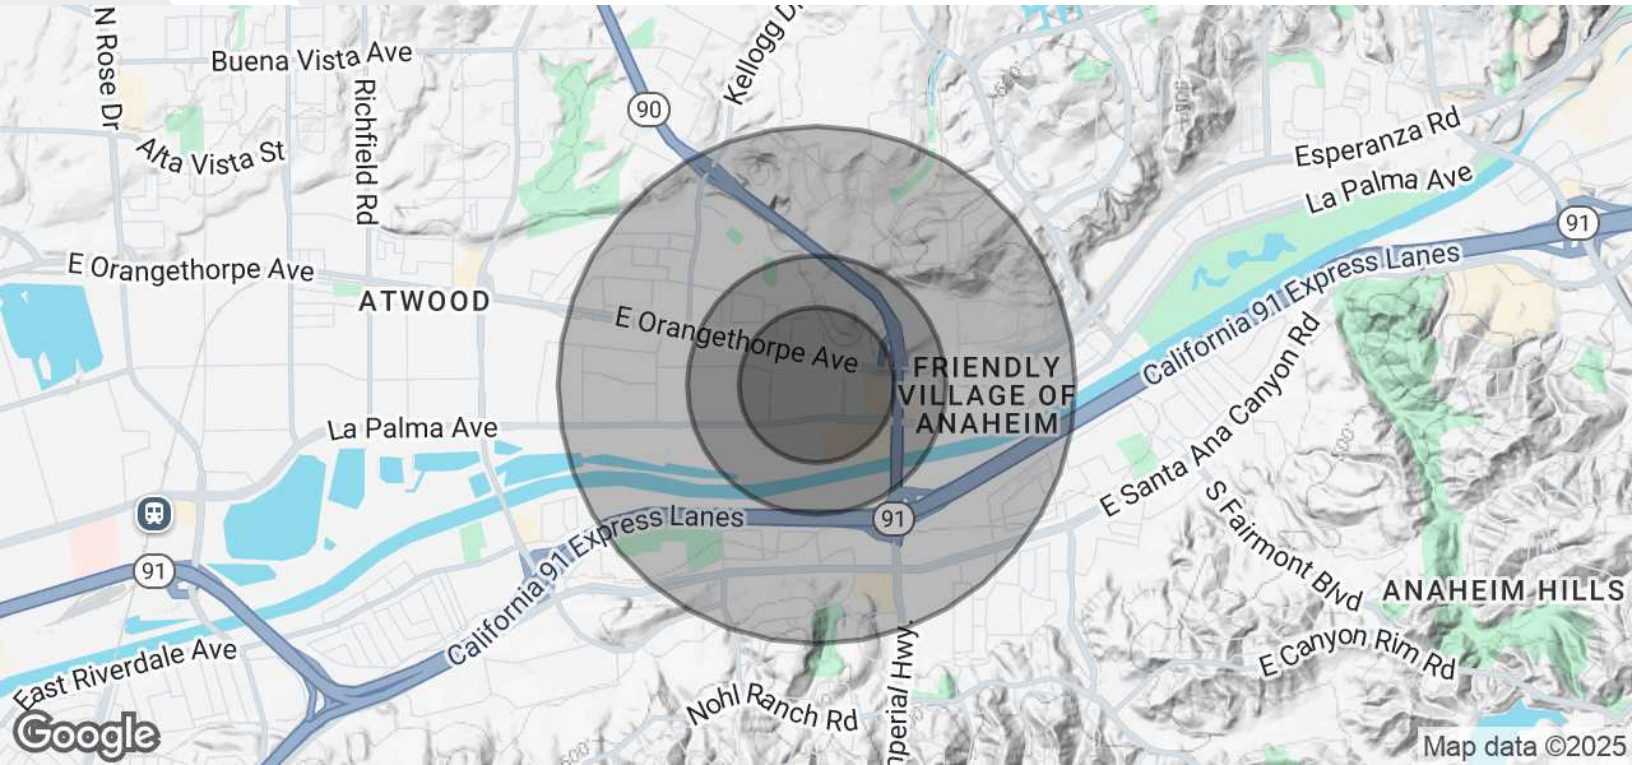 N Rose Dr
Buena Vista Ave
Richfield Rd
Alta Vista St
Kellogg Dr
90
Esperanza Rd
La Palma Ave
91
E Orangethorpe Ave
ATWOOD
E Orangethorpe Ave
FRIENDLY
VILLAGE OF
ANAHEIM
California 91 Express Lanes
E Santa Ana Canyon Rd
La Palma Ave
91
California 91 Express Lanes
91
S Fairmont Blvd
ANAHEIM HILLS
E Canyon Rim Rd
East Riverdale Ave
Nohl Ranch Rd
mperial Hwy.
Google
Map data ©2025